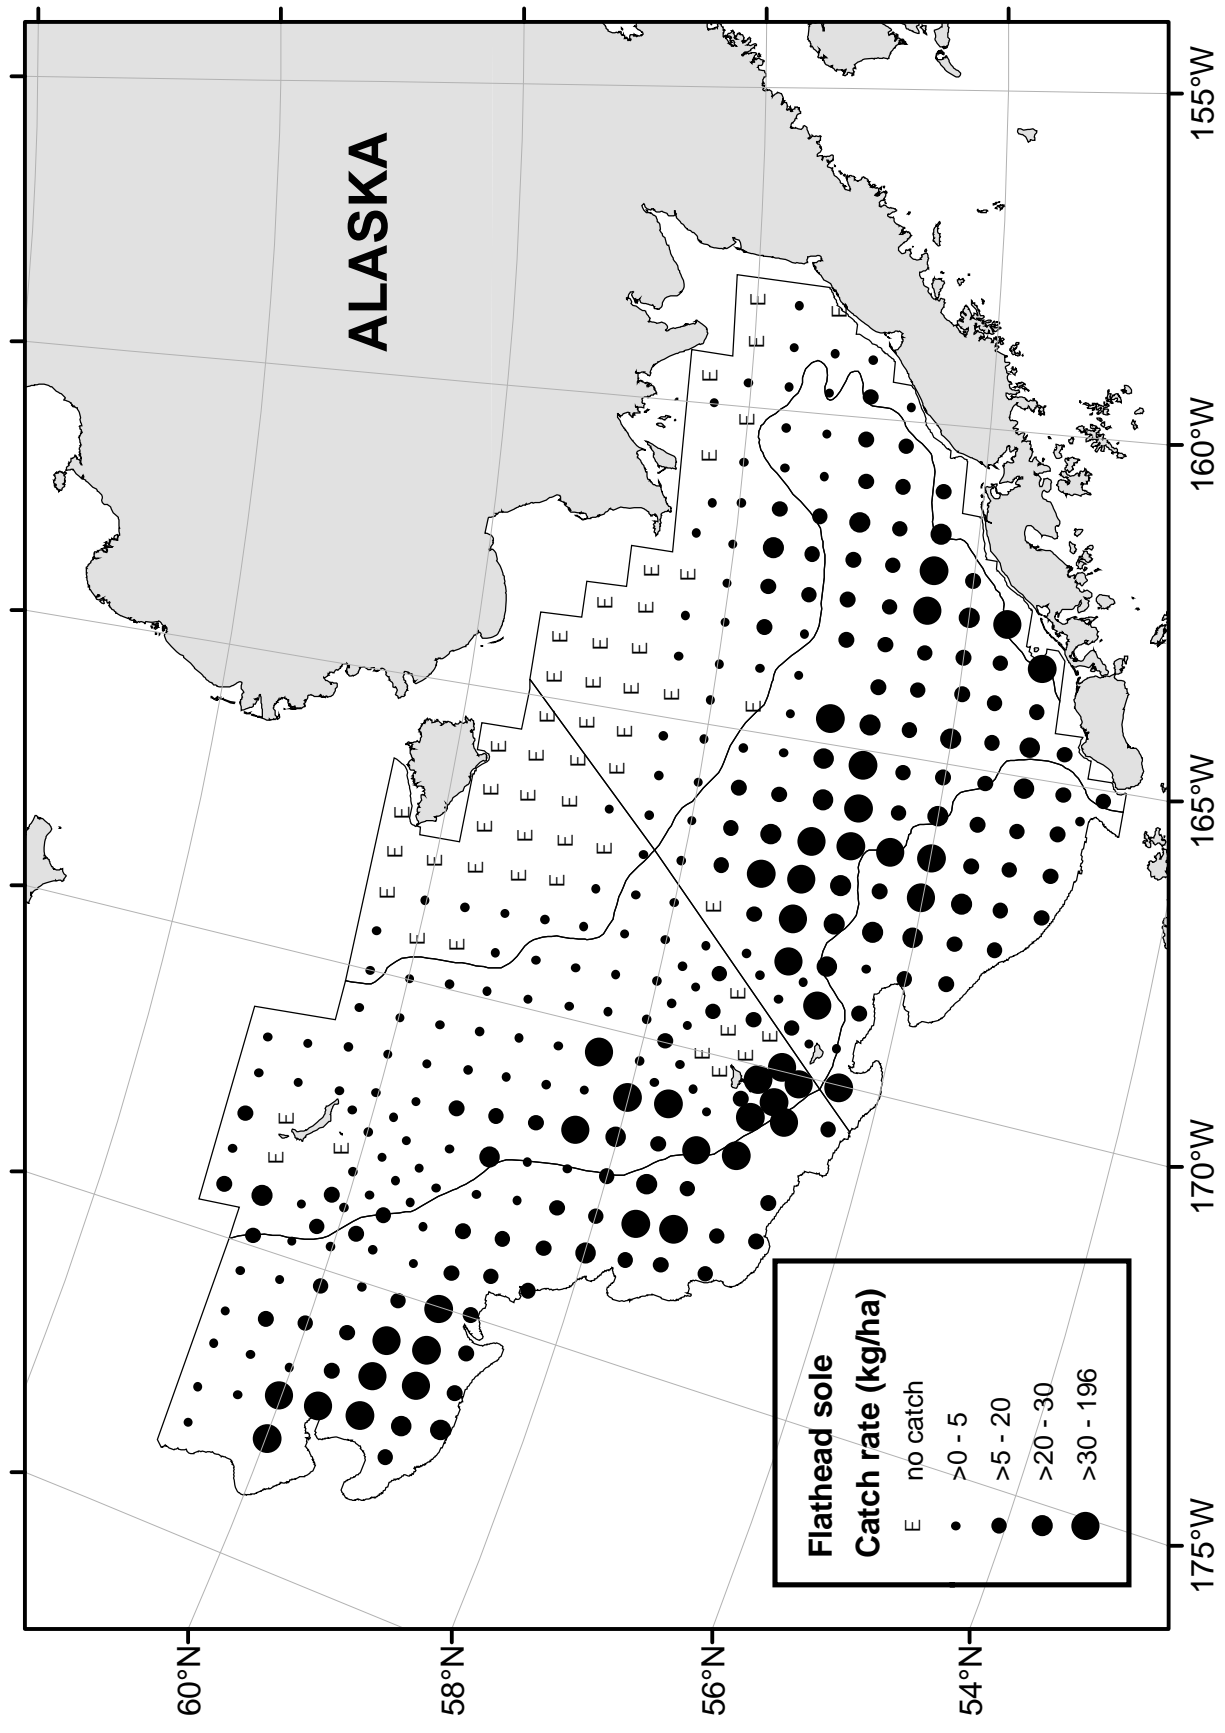 ALASKA
60°N
58°N
56°N
54°N
Flathead sole
Catch rate (kg/ha)
E no catch
>0 - 5
>5 - 20
>20 - 30
>30 - 196
175°W
170°W
165°W
160°W
155°W